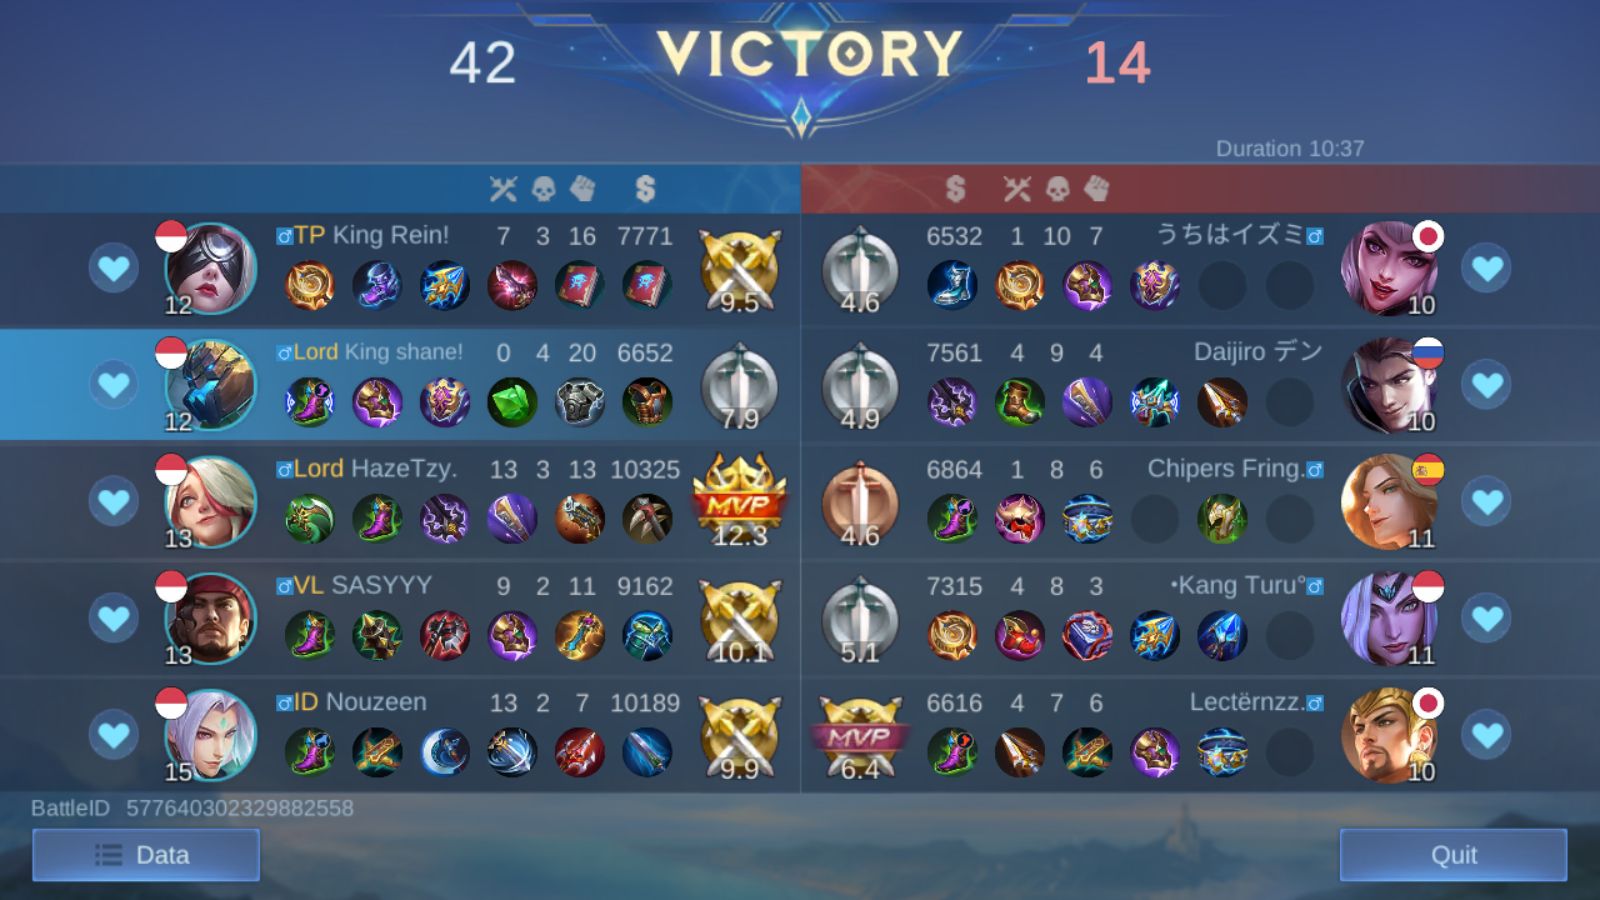 42 VICTORY 14
Duration 10:37
TP King Rein! 7 3 16 7771 9.5 12
4.6 6532 1 10 7 うちはイズミ 10
Lord King shane! 0 4 20 6652 7.9 12
4.9 7561 4 9 4 Daijiro デン 10
Lord HazeTzy. 13 3 13 10325 MVP 12.3 13
4.6 6864 1 8 6 Chipers Fring. 11
VL SASYYY 9 2 11 9162 10.1 13
5.1 7315 4 8 3 •Kang Turu° 11
ID Nouzeen 13 2 7 10189 9.9 15
MVP 6.4 6616 4 7 6 Lectërnzz. 10
BattleID 577640302329882558
Data
Quit